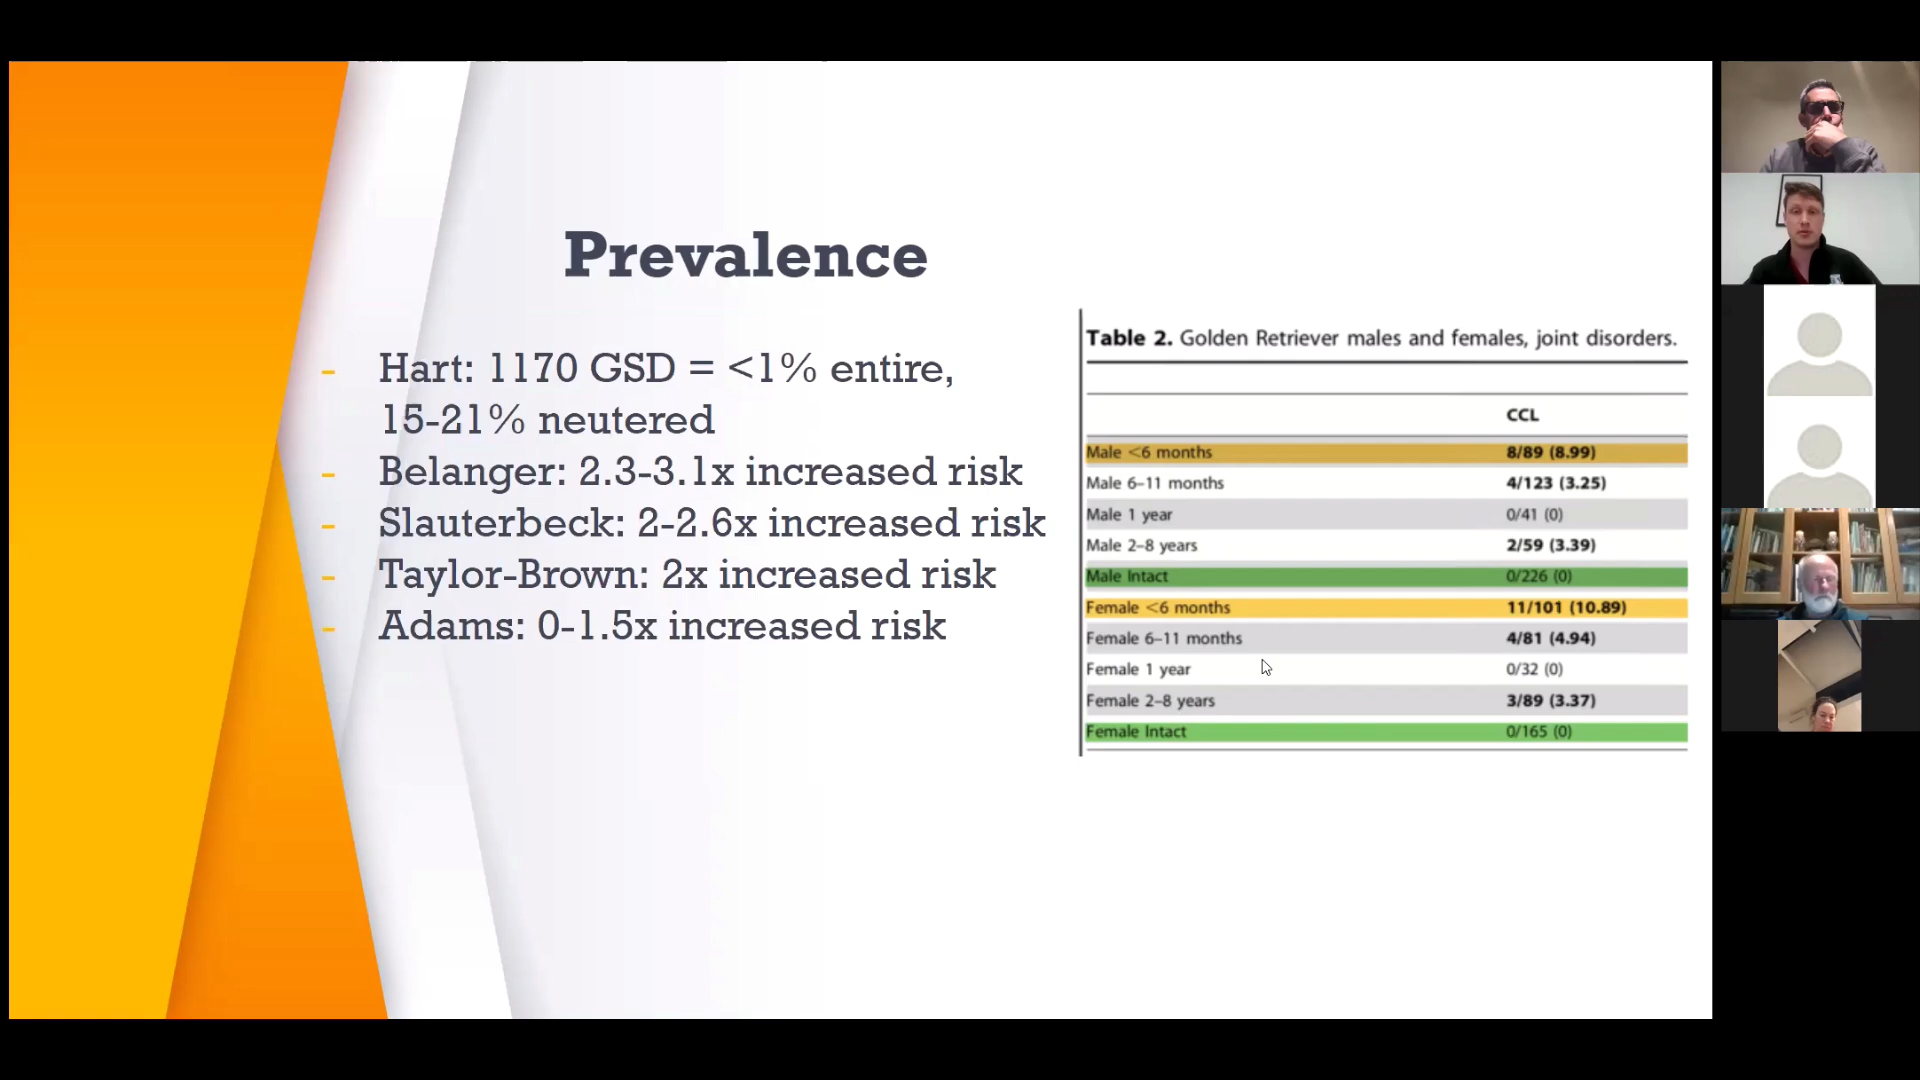 Prevalence
- Hart: 1170 GSD = <1% entire,
15-21% neutered
- Belanger: 2.3-3.1x increased risk
- Slauterbeck: 2-2.6x increased risk
- Taylor-Brown: 2x increased risk
- Adams: 0-1.5x increased risk
Table 2. Golden Retriever males and females, joint disorders.
CCL
Male <6 months 8/89 (8.99)
Male 6–11 months 4/123 (3.25)
Male 1 year 0/41 (0)
Male 2–8 years 2/59 (3.39)
Male Intact 0/226 (0)
Female <6 months 11/101 (10.89)
Female 6–11 months 4/81 (4.94)
Female 1 year 0/32 (0)
Female 2–8 years 3/89 (3.37)
Female Intact 0/165 (0)